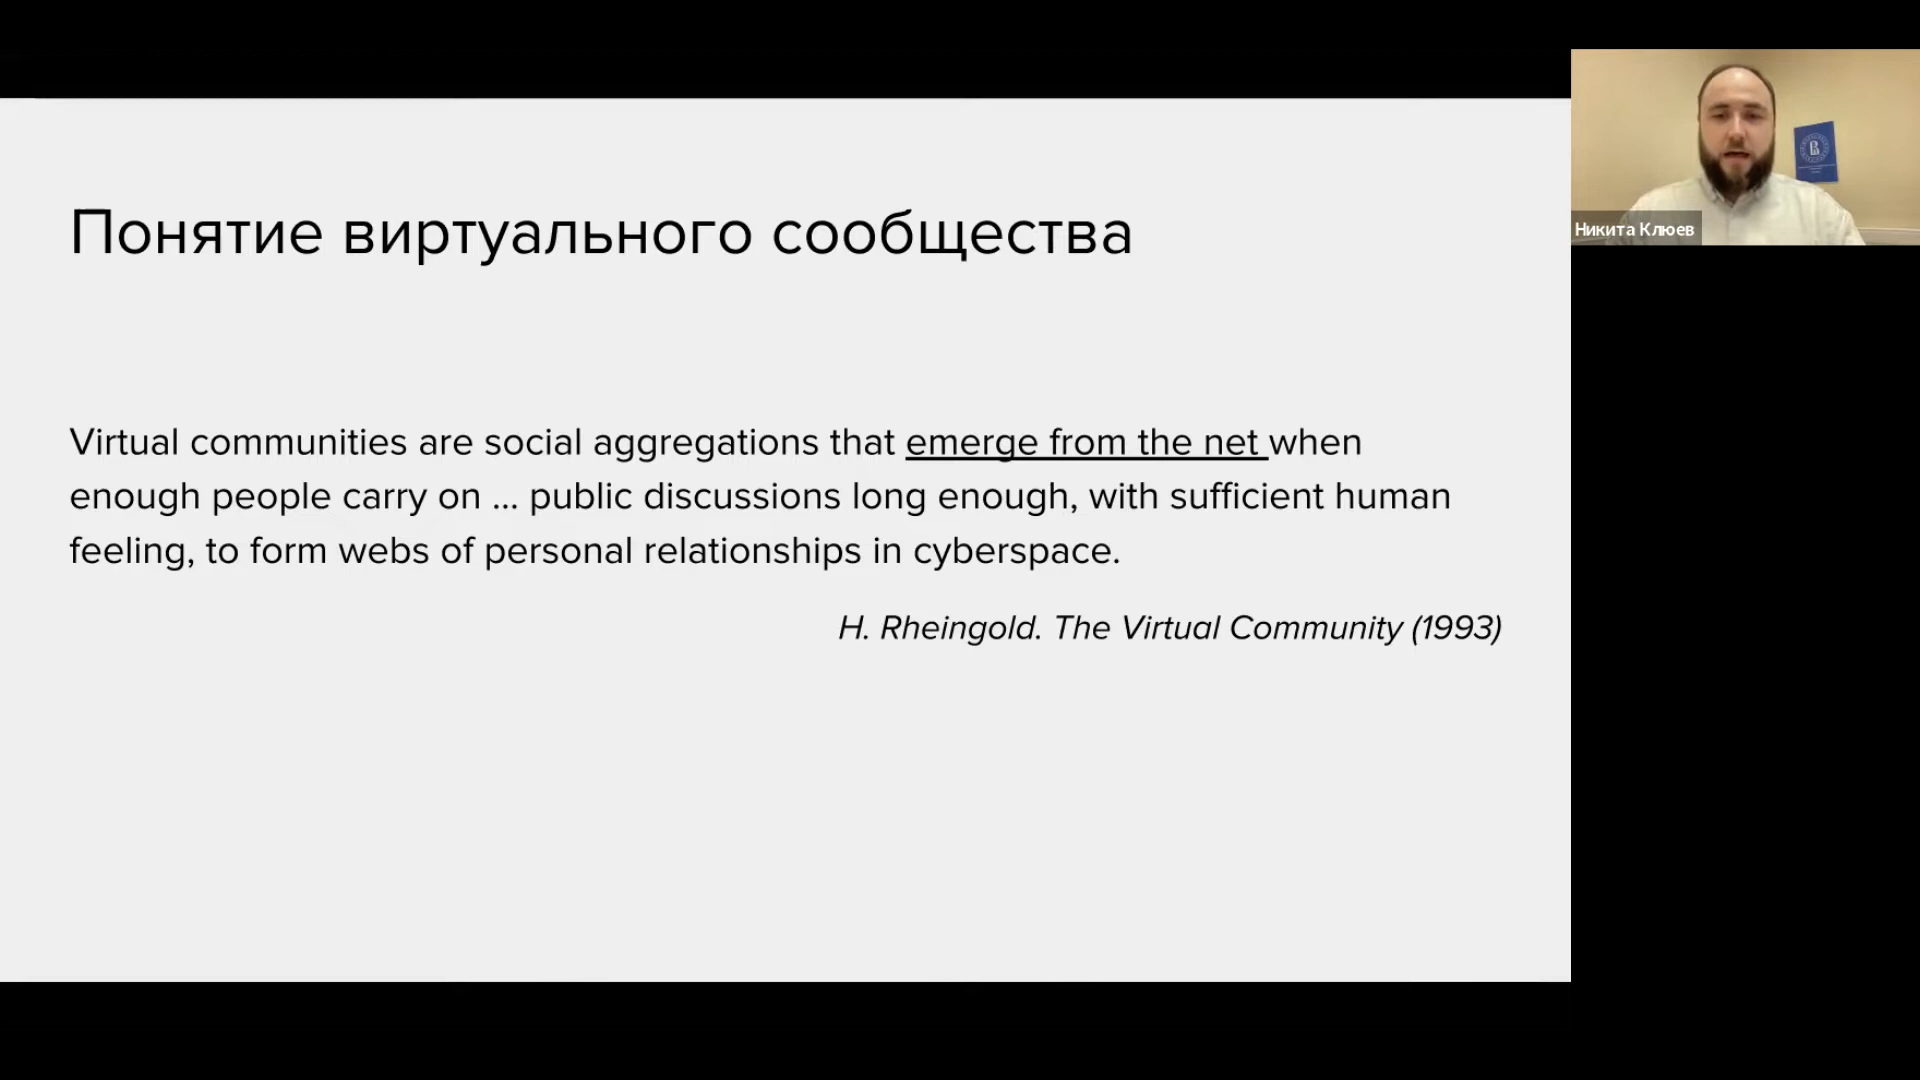 Понятие виртуального сообщества
Virtual communities are social aggregations that emerge from the net when
enough people carry on ... public discussions long enough, with sufficient human
feeling, to form webs of personal relationships in cyberspace.
H. Rheingold. The Virtual Community (1993)
Никита Клюев